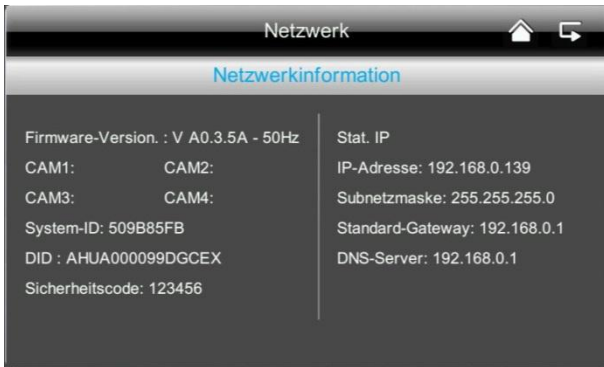 Netzwerk
Netzwerkinformation
Firmware-Version. : V A0.3.5A - 50Hz
CAM1: CAM2:
CAM3: CAM4:
System-ID: 509B85FB
DID : AHUA000099DGCEX
Sicherheitscode: 123456
Stat. IP
IP-Adresse: 192.168.0.139
Subnetzmaske: 255.255.255.0
Standard-Gateway: 192.168.0.1
DNS-Server: 192.168.0.1